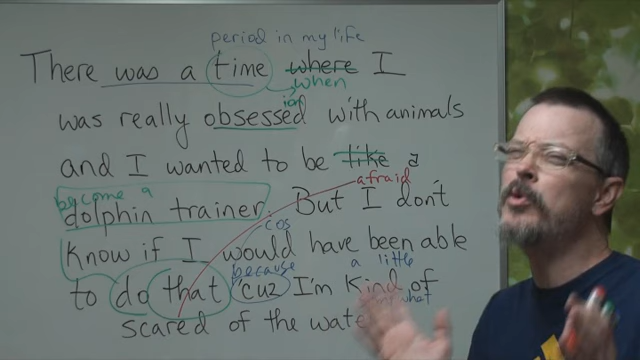 period in my life
There was a time where I
when
ion
was really obsessed with animals
and I wanted to be like a
afraid
become a
dolphin trainer. But I don't
cos
know if I would have been able
because a little
to do that cuz I'm kind of
what
scared of the wate